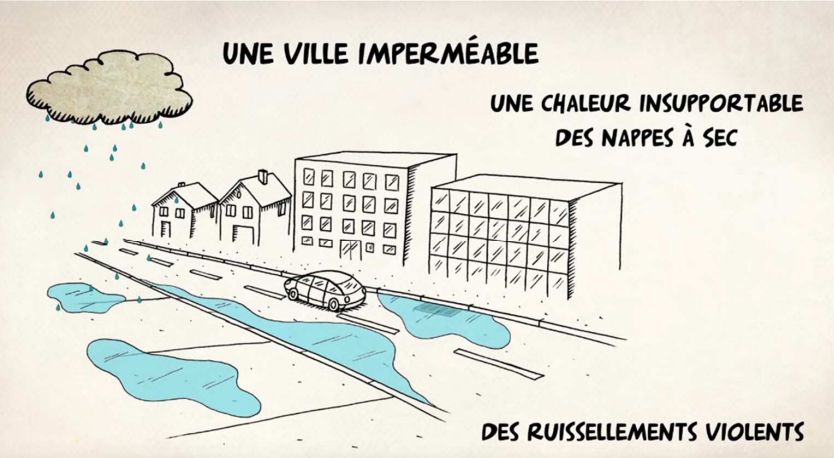 UNE VILLE IMPERMÉABLE
UNE CHALEUR INSUPPORTABLE
DES NAPPES À SEC
DES RUISSELLEMENTS VIOLENTS